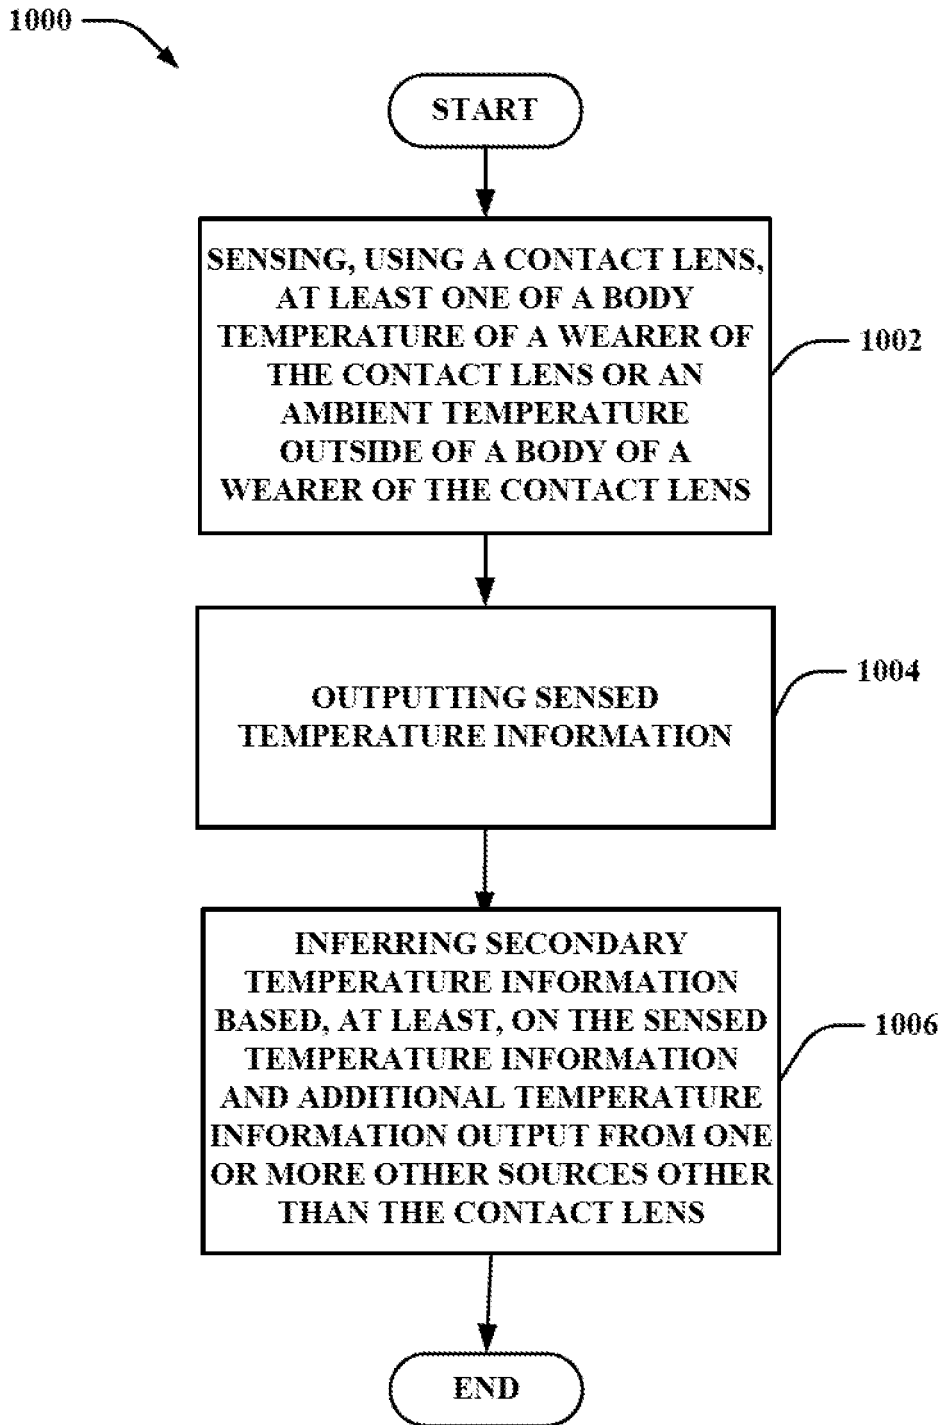 1000
START
SENSING, USING A CONTACT LENS,
AT LEAST ONE OF A BODY
TEMPERATURE OF A WEARER OF
THE CONTACT LENS OR AN
AMBIENT TEMPERATURE
OUTSIDE OF A BODY OF A
WEARER OF THE CONTACT LENS
1002
OUTPUTTING SENSED
TEMPERATURE INFORMATION
1004
INFERRING SECONDARY
TEMPERATURE INFORMATION
BASED, AT LEAST, ON THE SENSED
TEMPERATURE INFORMATION
AND ADDITIONAL TEMPERATURE
INFORMATION OUTPUT FROM ONE
OR MORE OTHER SOURCES OTHER
THAN THE CONTACT LENS
1006
END